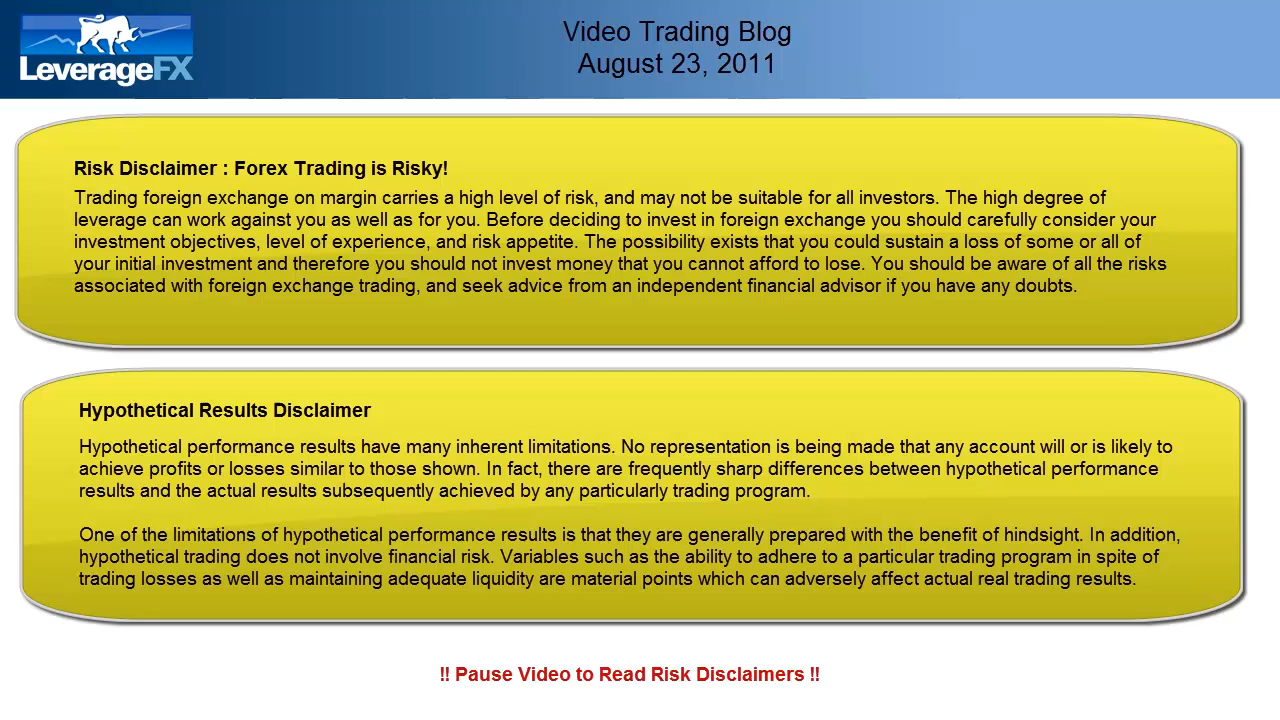 LeverageFX
Video Trading Blog
August 23, 2011
Risk Disclaimer : Forex Trading is Risky!
Trading foreign exchange on margin carries a high level of risk, and may not be suitable for all investors. The high degree of
leverage can work against you as well as for you. Before deciding to invest in foreign exchange you should carefully consider your
investment objectives, level of experience, and risk appetite. The possibility exists that you could sustain a loss of some or all of
your initial investment and therefore you should not invest money that you cannot afford to lose. You should be aware of all the risks
associated with foreign exchange trading, and seek advice from an independent financial advisor if you have any doubts.
Hypothetical Results Disclaimer
Hypothetical performance results have many inherent limitations. No representation is being made that any account will or is likely to
achieve profits or losses similar to those shown. In fact, there are frequently sharp differences between hypothetical performance
results and the actual results subsequently achieved by any particularly trading program.
One of the limitations of hypothetical performance results is that they are generally prepared with the benefit of hindsight. In addition,
hypothetical trading does not involve financial risk. Variables such as the ability to adhere to a particular trading program in spite of
trading losses as well as maintaining adequate liquidity are material points which can adversely affect actual real trading results.
!! Pause Video to Read Risk Disclaimers !!